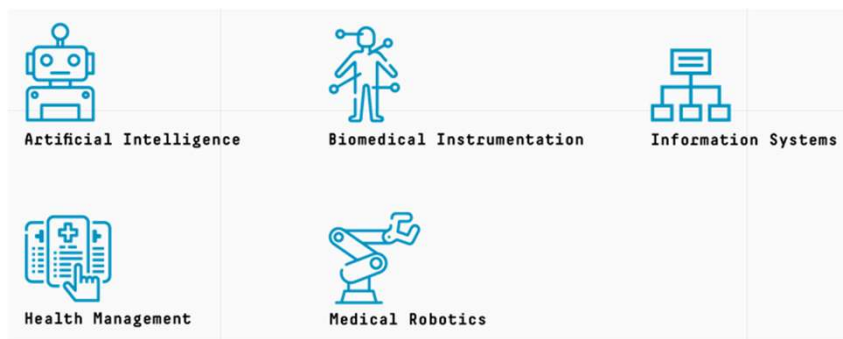 Artificial Intelligence
Biomedical Instrumentation
Information Systems
Health Management
Medical Robotics